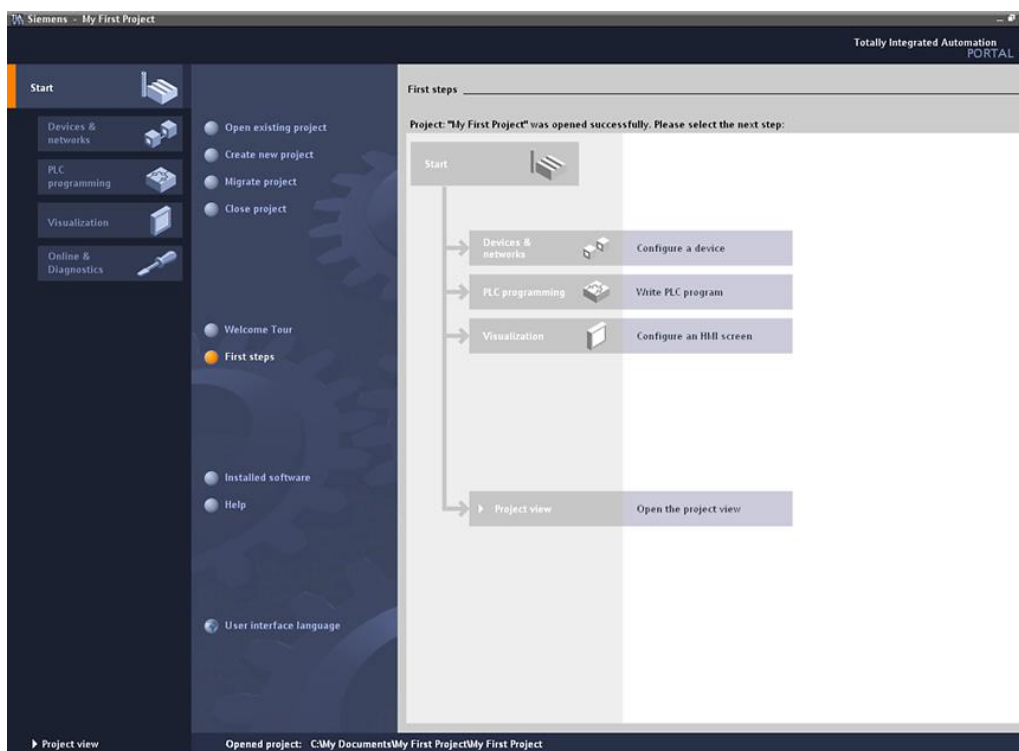 Siemens - My First Project
Totally Integrated Automation
PORTAL
Start
Devices &
networks
PLC
programming
Visualization
Online &
Diagnostics
Open existing project
Create new project
Migrate project
Close project
Welcome Tour
First steps
Installed software
Help
User interface language
First steps
Project: "My First Project" was opened successfully. Please select the next step:
Start
Devices &
networks
Configure a device
PLC programming
Write PLC program
Visualization
Configure an HMI screen
Project view
Open the project view
Project view
Opened project: C:\My Documents\My First Project\My First Project